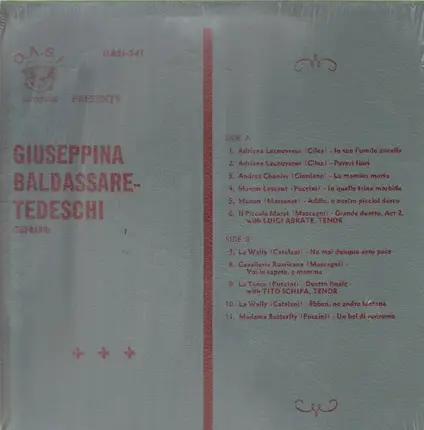 O.A.S.I.
OASI-541
PRESENTS
GIUSEPPINA
BALDASSARE-
TEDESCHI
(SOPRANO)
SIDE A
1. Adriana Lecouvreur (Cilea) - Io son l'umile ancella
2. Adriana Lecouvreur (Cilea) - Poveri fiori
3. Andrea Chenier (Giordano) - La mamma morta
4. Manon Lescaut (Puccini) - In quelle trine morbide
5. Manon (Massenet) - Addio, o nostro picciol desco
6. Il Piccolo Marat (Mascagni) - Grande duetto, Act 2,
with LUIGI ABRATE, TENOR
SIDE B
7. La Wally (Catalani) - Ne mai dunque avro pace
8. Cavalleria Rusticana (Mascagni) -
Voi lo sapete, o mamma
9. La Tosca (Puccini) - Duetto finale -
with TITO SCHIPA, TENOR
10. La Wally (Catalani) - Ebben, ne andro lontana
11. Madama Butterfly (Puccini) - Un bel di vedremo